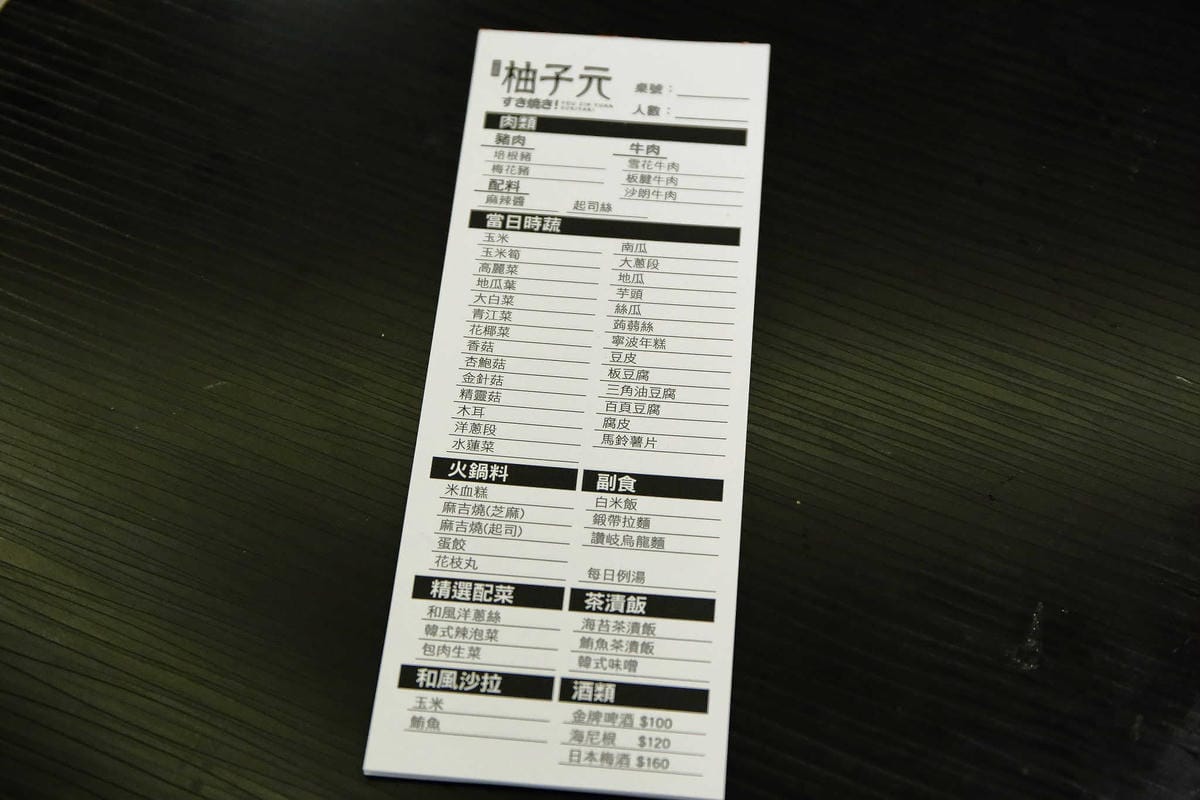 柚子元
すき燒き! YOU ZIH YUAN
SUKIYAKI
桌號：
人數：
肉類
豬肉
培根豬
梅花豬
牛肉
雪花牛肉
板腱牛肉
沙朗牛肉
配料
麻辣醬
起司絲
當日時蔬
玉米
玉米筍
高麗菜
地瓜葉
大白菜
青江菜
花椰菜
香菇
杏鮑菇
金針菇
精靈菇
木耳
洋蔥段
水蓮菜
南瓜
大蔥段
地瓜
芋頭
絲瓜
蒟蒻絲
寧波年糕
豆皮
板豆腐
三角油豆腐
百頁豆腐
腐皮
馬鈴薯片
火鍋料
米血糕
麻吉燒(芝麻)
麻吉燒(起司)
蛋餃
花枝丸
副食
白米飯
鍛帶拉麵
讚岐烏龍麵
每日例湯
精選配菜
和風洋蔥絲
韓式辣泡菜
包肉生菜
茶漬飯
海苔茶漬飯
鮪魚茶漬飯
韓式味噌
和風沙拉
玉米
鮪魚
酒類
金牌啤酒 $100
海尼根 $120
日本梅酒 $160